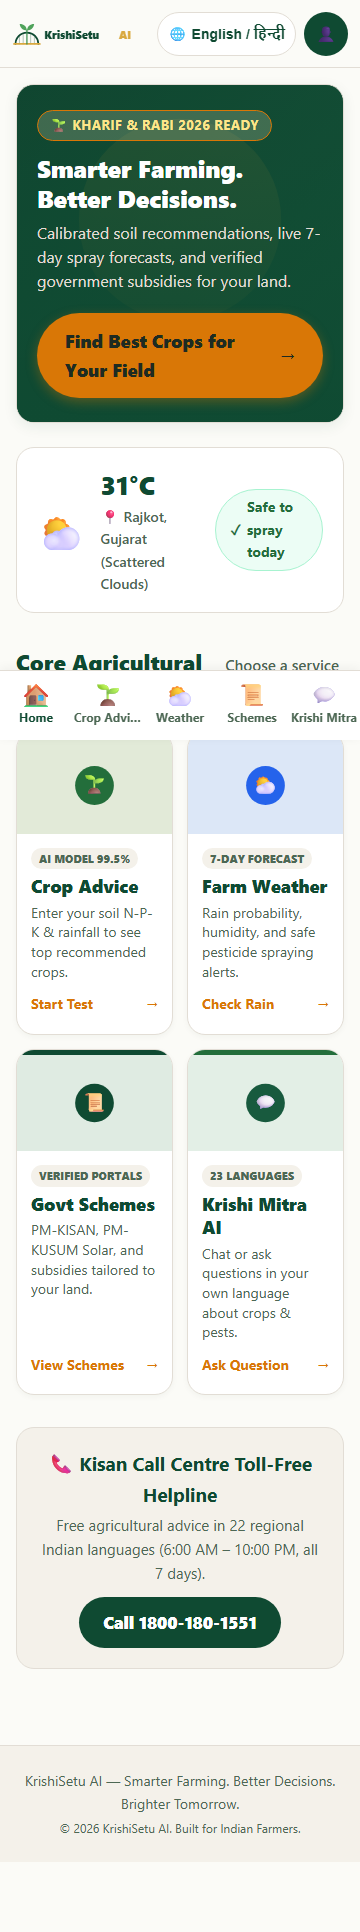 KrishiSetu AI
English / हिन्दी
KHARIF & RABI 2026 READY
Smarter Farming.
Better Decisions.
Calibrated soil recommendations, live 7-
day spray forecasts, and verified
government subsidies for your land.
Find Best Crops for
Your Field →
31°C
Rajkot,
Gujarat
(Scattered
Clouds)
✓ Safe to
spray
today
Core Agricultural
Choose a service
Home
Crop Advi...
Weather
Schemes
Krishi Mitra
AI MODEL 99.5%
Crop Advice
Enter your soil N-P-
K & rainfall to see
top recommended
crops.
Start Test →
7-DAY FORECAST
Farm Weather
Rain probability,
humidity, and safe
pesticide spraying
alerts.
Check Rain →
VERIFIED PORTALS
Govt Schemes
PM-KISAN, PM-
KUSUM Solar, and
subsidies tailored to
your land.
View Schemes →
23 LANGUAGES
Krishi Mitra
AI
Chat or ask
questions in your
own language
about crops &
pests.
Ask Question →
Kisan Call Centre Toll-Free
Helpline
Free agricultural advice in 22 regional
Indian languages (6:00 AM – 10:00 PM, all
7 days).
Call 1800-180-1551
KrishiSetu AI — Smarter Farming. Better Decisions.
Brighter Tomorrow.
© 2026 KrishiSetu AI. Built for Indian Farmers.